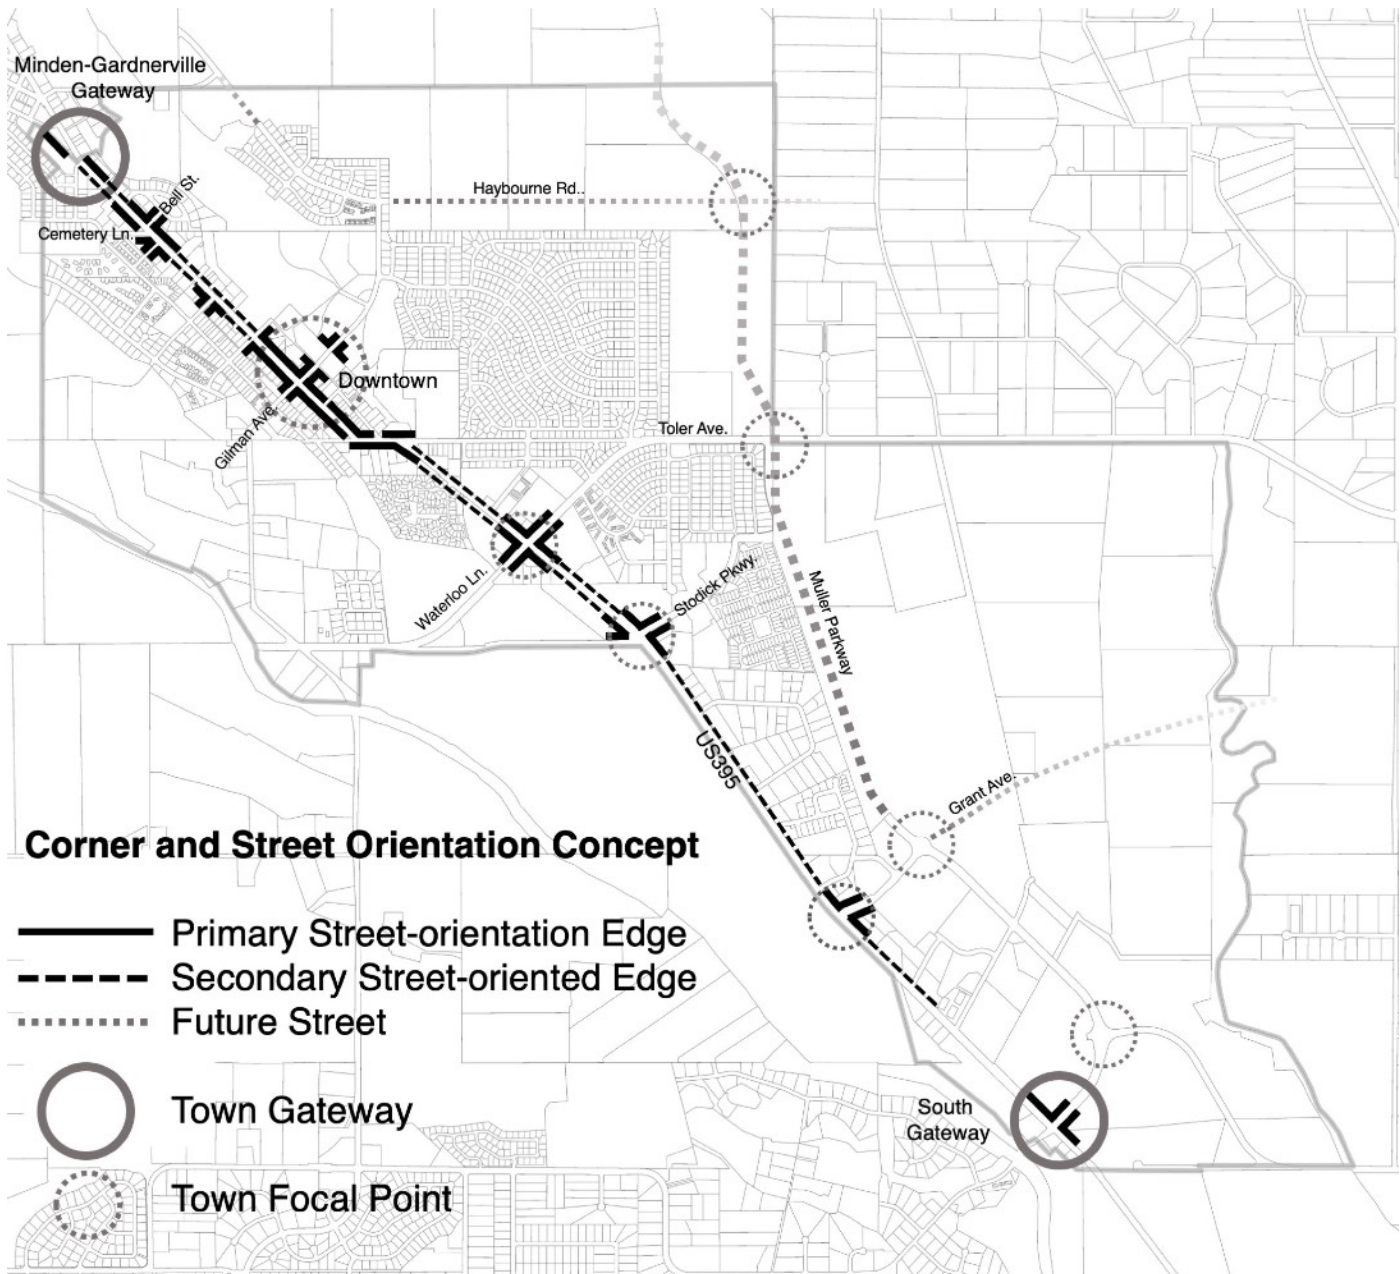 Minden-Gardnerville
Gateway
Bell St.
Haybourne Rd..
Cemetery Ln.
Downtown
Gilman Ave.
Toler Ave.
Waterloo Ln.
Stodick Pkwy.
Muller Parkway
US395
Grant Ave.
Corner and Street Orientation Concept
Primary Street-orientation Edge
Secondary Street-oriented Edge
Future Street
Town Gateway
South
Gateway
Town Focal Point